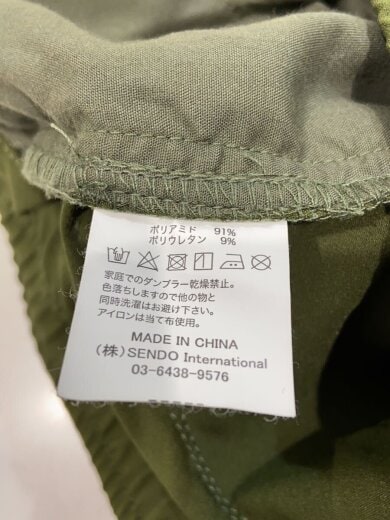 ポリアミド 91%
ポリウレタン 9%
家庭でのタンブラー乾燥禁止。
色落ちしますので他の物と
同時洗濯はお避け下さい。
アイロンは当て布使用。
MADE IN CHINA
(株) SENDO International
03-6438-9576